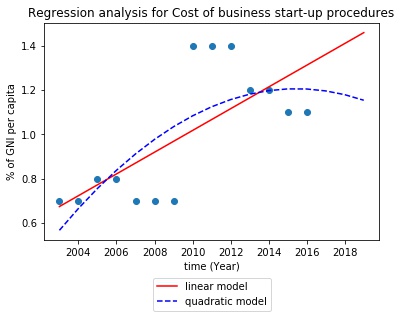 Regression analysis for Cost of business start-up procedures
% of GNI per capita
1.4
1.2
1.0
0.8
0.6
2004 2006 2008 2010 2012 2014 2016 2018
time (Year)
linear model
quadratic model